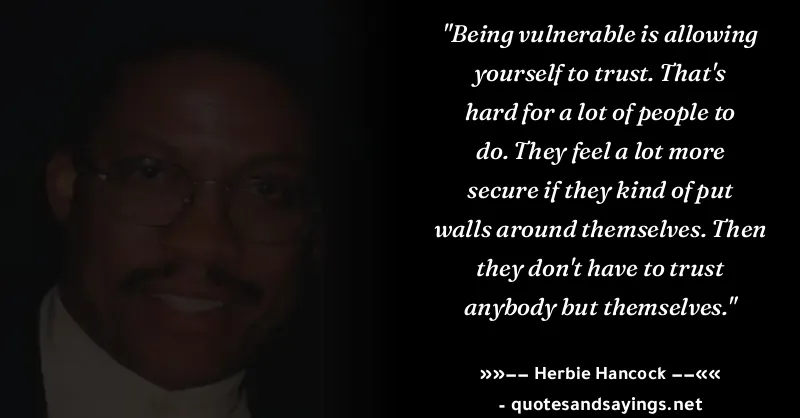 "Being vulnerable is allowing
yourself to trust. That's
hard for a lot of people to
do. They feel a lot more
secure if they kind of put
walls around themselves. Then
they don't have to trust
anybody but themselves."
»»−− Herbie Hancock −−««
- quotesandsayings.net